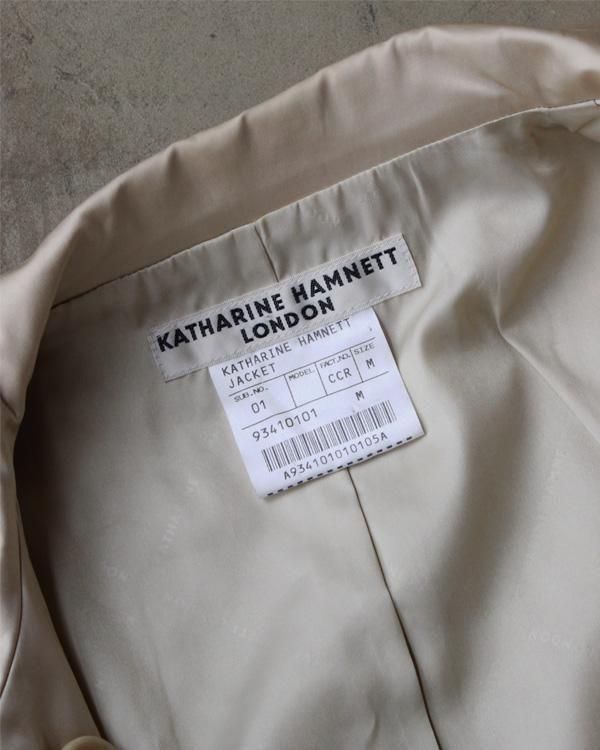 KATHARINE HAMNETT
LONDON
KATHARINE HAMNETT
JACKET
SUB.NO. MODEL FACT.NO. SIZE
01 CCR M
93410101 M
A934101010105A